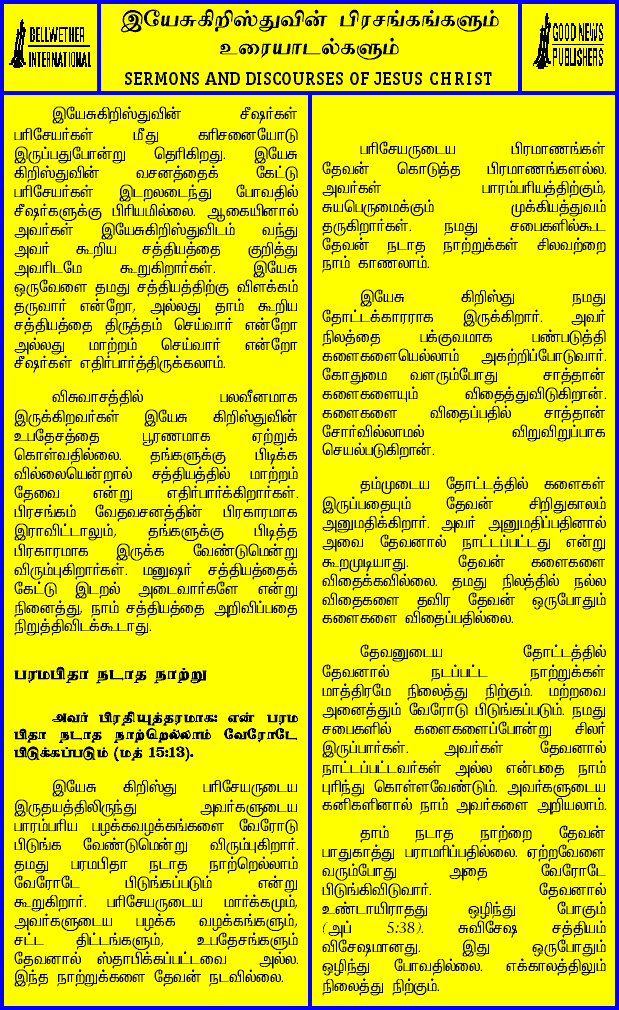 BELLWETHER
INTERNATIONAL
இயேசுகிறிஸ்துவின் பிரசங்கங்களும்
உரையாடல்களும்
SERMONS AND DISCOURSES OF JESUS CHRIST
GOOD NEWS
PUBLISHERS
இயேசுகிறிஸ்துவின் சீஷர்கள்
பரிசேயர்கள் மீது கரிசனையோடு
இருப்பதுபோன்று தெரிகிறது. இயேசு
கிறிஸ்துவின் வசனத்தைக் கேட்டு
பரிசேயர்கள் இடறலடைந்து போவதில்
சீஷர்களுக்கு பிரியமில்லை. ஆகையினால்
அவர்கள் இயேசுகிறிஸ்துவிடம் வந்து
அவர் கூறிய சத்தியத்தை குறித்து
அவரிடமே கூறுகிறார்கள். இயேசு
ஒருவேளை தமது சத்தியத்திற்கு விளக்கம்
தருவார் என்றோ, அல்லது தாம் கூறிய
சத்தியத்தை திருத்தம் செய்வார் என்றோ
அல்லது மாற்றம் செய்வார் என்றோ
சீஷர்கள் எதிர்பார்த்திருக்கலாம்.
விசுவாசத்தில் பலவீனமாக
இருக்கிறவர்கள் இயேசு கிறிஸ்துவின்
உபதேசத்தை பூரணமாக ஏற்றுக்
கொள்வதில்லை. தங்களுக்கு பிடிக்க
வில்லையென்றால் சத்தியத்தில் மாற்றம்
தேவை என்று எதிர்பார்க்கிறார்கள்.
பிரசங்கம் வேதவசனத்தின் பிரகாரமாக
இராவிட்டாலும், தங்களுக்கு பிடித்த
பிரகாரமாக இருக்க வேண்டுமென்று
விரும்புகிறார்கள். மனுஷர் சத்தியத்தைக்
கேட்டு இடறல் அடைவார்களே என்று
நினைத்து, நாம் சத்தியத்தை அறிவிப்பதை
நிறுத்திவிடக்கூடாது.
பரமபிதா நடாத நாற்று
அவர் பிரதியுத்தரமாக: என் பரம
பிதா நடாத நாற்றெல்லாம் வேரோடே
பிடுக்கப்படும் (மத் 15:13).
இயேசு கிறிஸ்து பரிசேயருடைய
இருதயத்திலிருந்து அவர்களுடைய
பாரம்பரிய பழக்கவழக்கங்களை வேரோடு
பிடுங்க வேண்டுமென்று விரும்புகிறார்.
தமது பரமபிதா நடாத நாற்றெல்லாம்
வேரோடே பிடுங்கப்படும் என்று
கூறுகிறார். பரிசேயருடைய மார்க்கமும்,
அவர்களுடைய பழக்க வழக்கங்களும்,
சட்ட திட்டங்களும், உபதேசங்களும்
தேவனால் ஸ்தாபிக்கப்பட்டவை அல்ல.
இந்த நாற்றுக்களை தேவன் நடவில்லை.
பரிசேயருடைய பிரமாணங்கள்
தேவன் கொடுத்த பிரமாணங்களல்ல.
அவர்கள் பாரம்பரியத்திற்கும்,
சுயபெருமைக்கும் முக்கியத்துவம்
தருகிறார்கள். நமது சபைகளில்கூட
தேவன் நடாத நாற்றுக்கள் சிலவற்றை
நாம் காணலாம்.
இயேசு கிறிஸ்து நமது
தோட்டக்காரராக இருக்கிறார். அவர்
நிலத்தை பக்குவமாக பண்படுத்தி
களைகளையெல்லாம் அகற்றிப்போடுவார்.
கோதுமை வளரும்போது சாத்தான்
களைகளையும் விதைத்துவிடுகிறான்.
களைகளை விதைப்பதில் சாத்தான்
சோர்வில்லாமல் விறுவிறுப்பாக
செயல்படுகிறான்.
தம்முடைய தோட்டத்தில் களைகள்
இருப்பதையும் தேவன் சிறிதுகாலம்
அனுமதிக்கிறார். அவர் அனுமதிப்பதினால்
அவை தேவனால் நாட்டப்பட்டது என்று
கூறமுடியாது. தேவன் களைகளை
விதைக்கவில்லை. தமது நிலத்தில் நல்ல
விதைகளை தவிர தேவன் ஒருபோதும்
களைகளை விதைப்பதில்லை.
தேவனுடைய தோட்டத்தில்
தேவனால் நடப்பட்ட நாற்றுக்கள்
மாத்திரமே நிலைத்து நிற்கும். மற்றவை
அனைத்தும் வேரோடு பிடுங்கப்படும். நமது
சபைகளில் களைகளைப்போன்று சிலர்
இருப்பார்கள். அவர்கள் தேவனால்
நாட்டப்பட்டவர்கள் அல்ல என்பதை நாம்
புரிந்து கொள்ளவேண்டும். அவர்களுடைய
கனிகளினால் நாம் அவர்களை அறியலாம்.
தாம் நடாத நாற்றை தேவன்
பாதுகாத்து பராமரிப்பதில்லை. ஏற்றவேளை
வரும்போது அதை வேரோடே
பிடுங்கிவிடுவார். தேவனால்
உண்டாயிராதது ஒழிந்து போகும்
(அப் 5:38). சுவிசேஷ சத்தியம்
விசேஷமானது. இது ஒருபோதும்
ஒழிந்து போவதில்லை. எக்காலத்திலும்
நிலைத்து நிற்கும்.